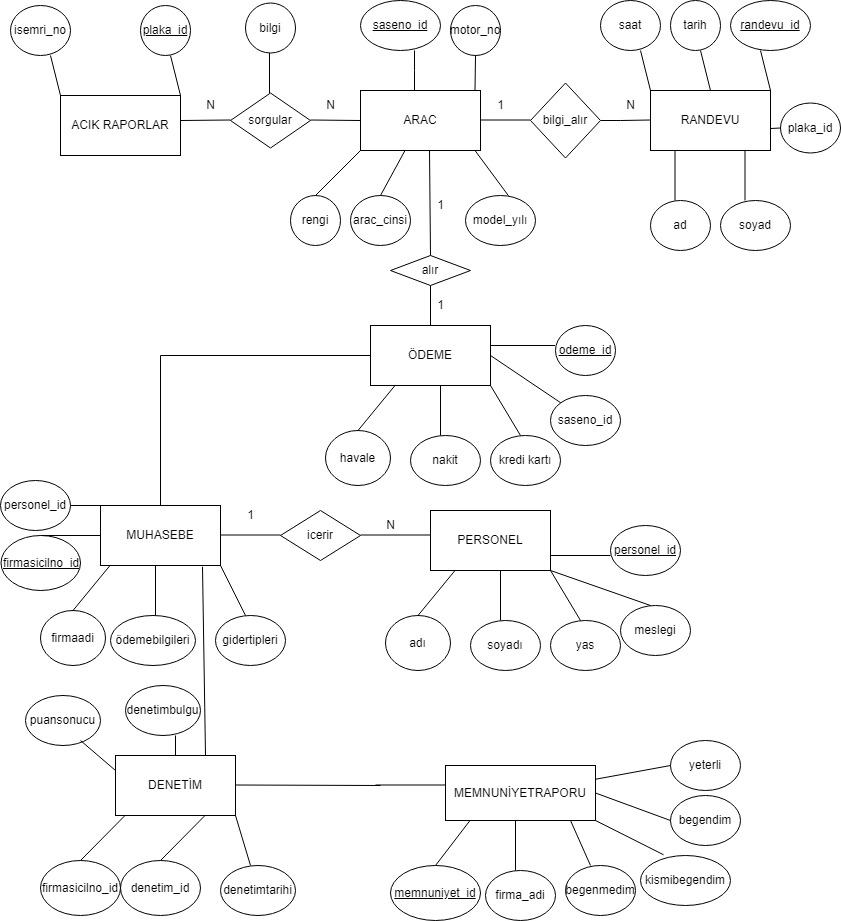 isemri_no
plaka_id
bilgi
saseno_id
motor_no
saat
tarih
randevu_id
ACIK RAPORLAR
N
sorgular
N
ARAC
1
bilgi_alır
N
RANDEVU
plaka_id
rengi
arac_cinsi
1
model_yılı
ad
soyad
alır
1
ÖDEME
odeme_id
saseno_id
havale
nakit
kredi kartı
personel_id
MUHASEBE
1
icerir
N
PERSONEL
personel_id
firmasicilno_id
firmaadi
ödemebilgileri
gidertipleri
adı
soyadı
yas
meslegi
puansonucu
denetimbulgu
DENETİM
MEMNUNİYETRAPORU
yeterli
begendim
firmasicilno_id
denetim_id
denetimtarihi
memnuniyet_id
firma_adi
begenmedim
kismibegendim